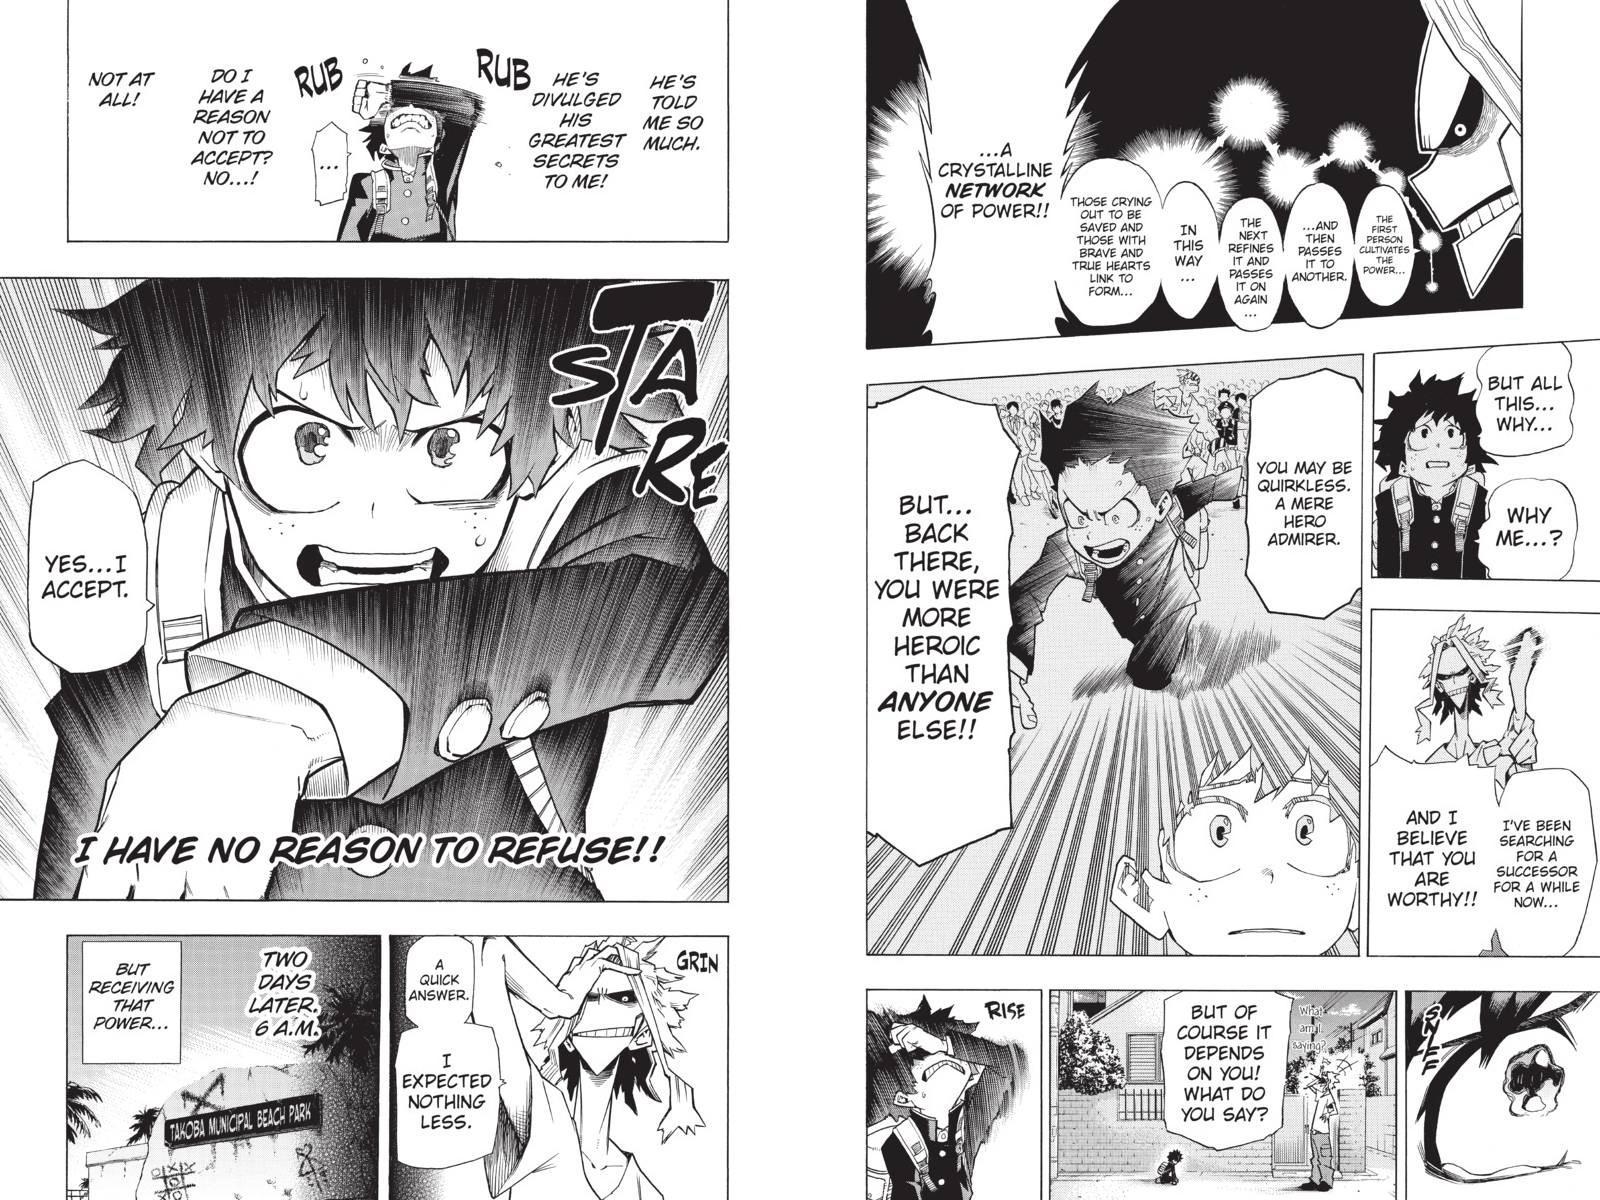 THE
FIRST
PERSON
CULTIVATES
THE
POWER...
...AND
THEN
PASSES
IT TO
ANOTHER.
THE
NEXT
REFINES
IT AND
PASSES
IT ON
AGAIN
...
IN
THIS
WAY
...
THOSE CRYING
OUT TO BE
SAVED AND
THOSE WITH
BRAVE AND
TRUE HEARTS
LINK TO
FORM...
...A
CRYSTALLINE
NETWORK
OF POWER!!
BUT ALL
THIS...
WHY...
WHY
ME...?
YOU MAY BE
QUIRKLESS.
A MERE
HERO
ADMIRER.
BUT...
BACK
THERE,
YOU WERE
MORE
HEROIC
THAN
ANYONE
ELSE!!
I'VE BEEN
SEARCHING
FOR A
SUCCESSOR
FOR A WHILE
NOW...
AND I
BELIEVE
THAT YOU
ARE
WORTHY!!
SNIFF
What
am I
saying?
BUT OF
COURSE IT
DEPENDS
ON YOU!
WHAT DO
YOU SAY?
RISE
HE'S
TOLD
ME SO
MUCH.
HE'S
DIVULGED
HIS
GREATEST
SECRETS
TO ME!
RUB
RUB
...
DO I
HAVE A
REASON
NOT TO
ACCEPT?
NO...!
NOT AT
ALL!
STARE
YES...I
ACCEPT.
I HAVE NO REASON TO REFUSE!!
GRIN
A
QUICK
ANSWER.
I
EXPECTED
NOTHING
LESS.
TWO
DAYS
LATER.
6 A.M.
BUT
RECEIVING
THAT
POWER...
TAKOBA MUNICIPAL BEACH PARK